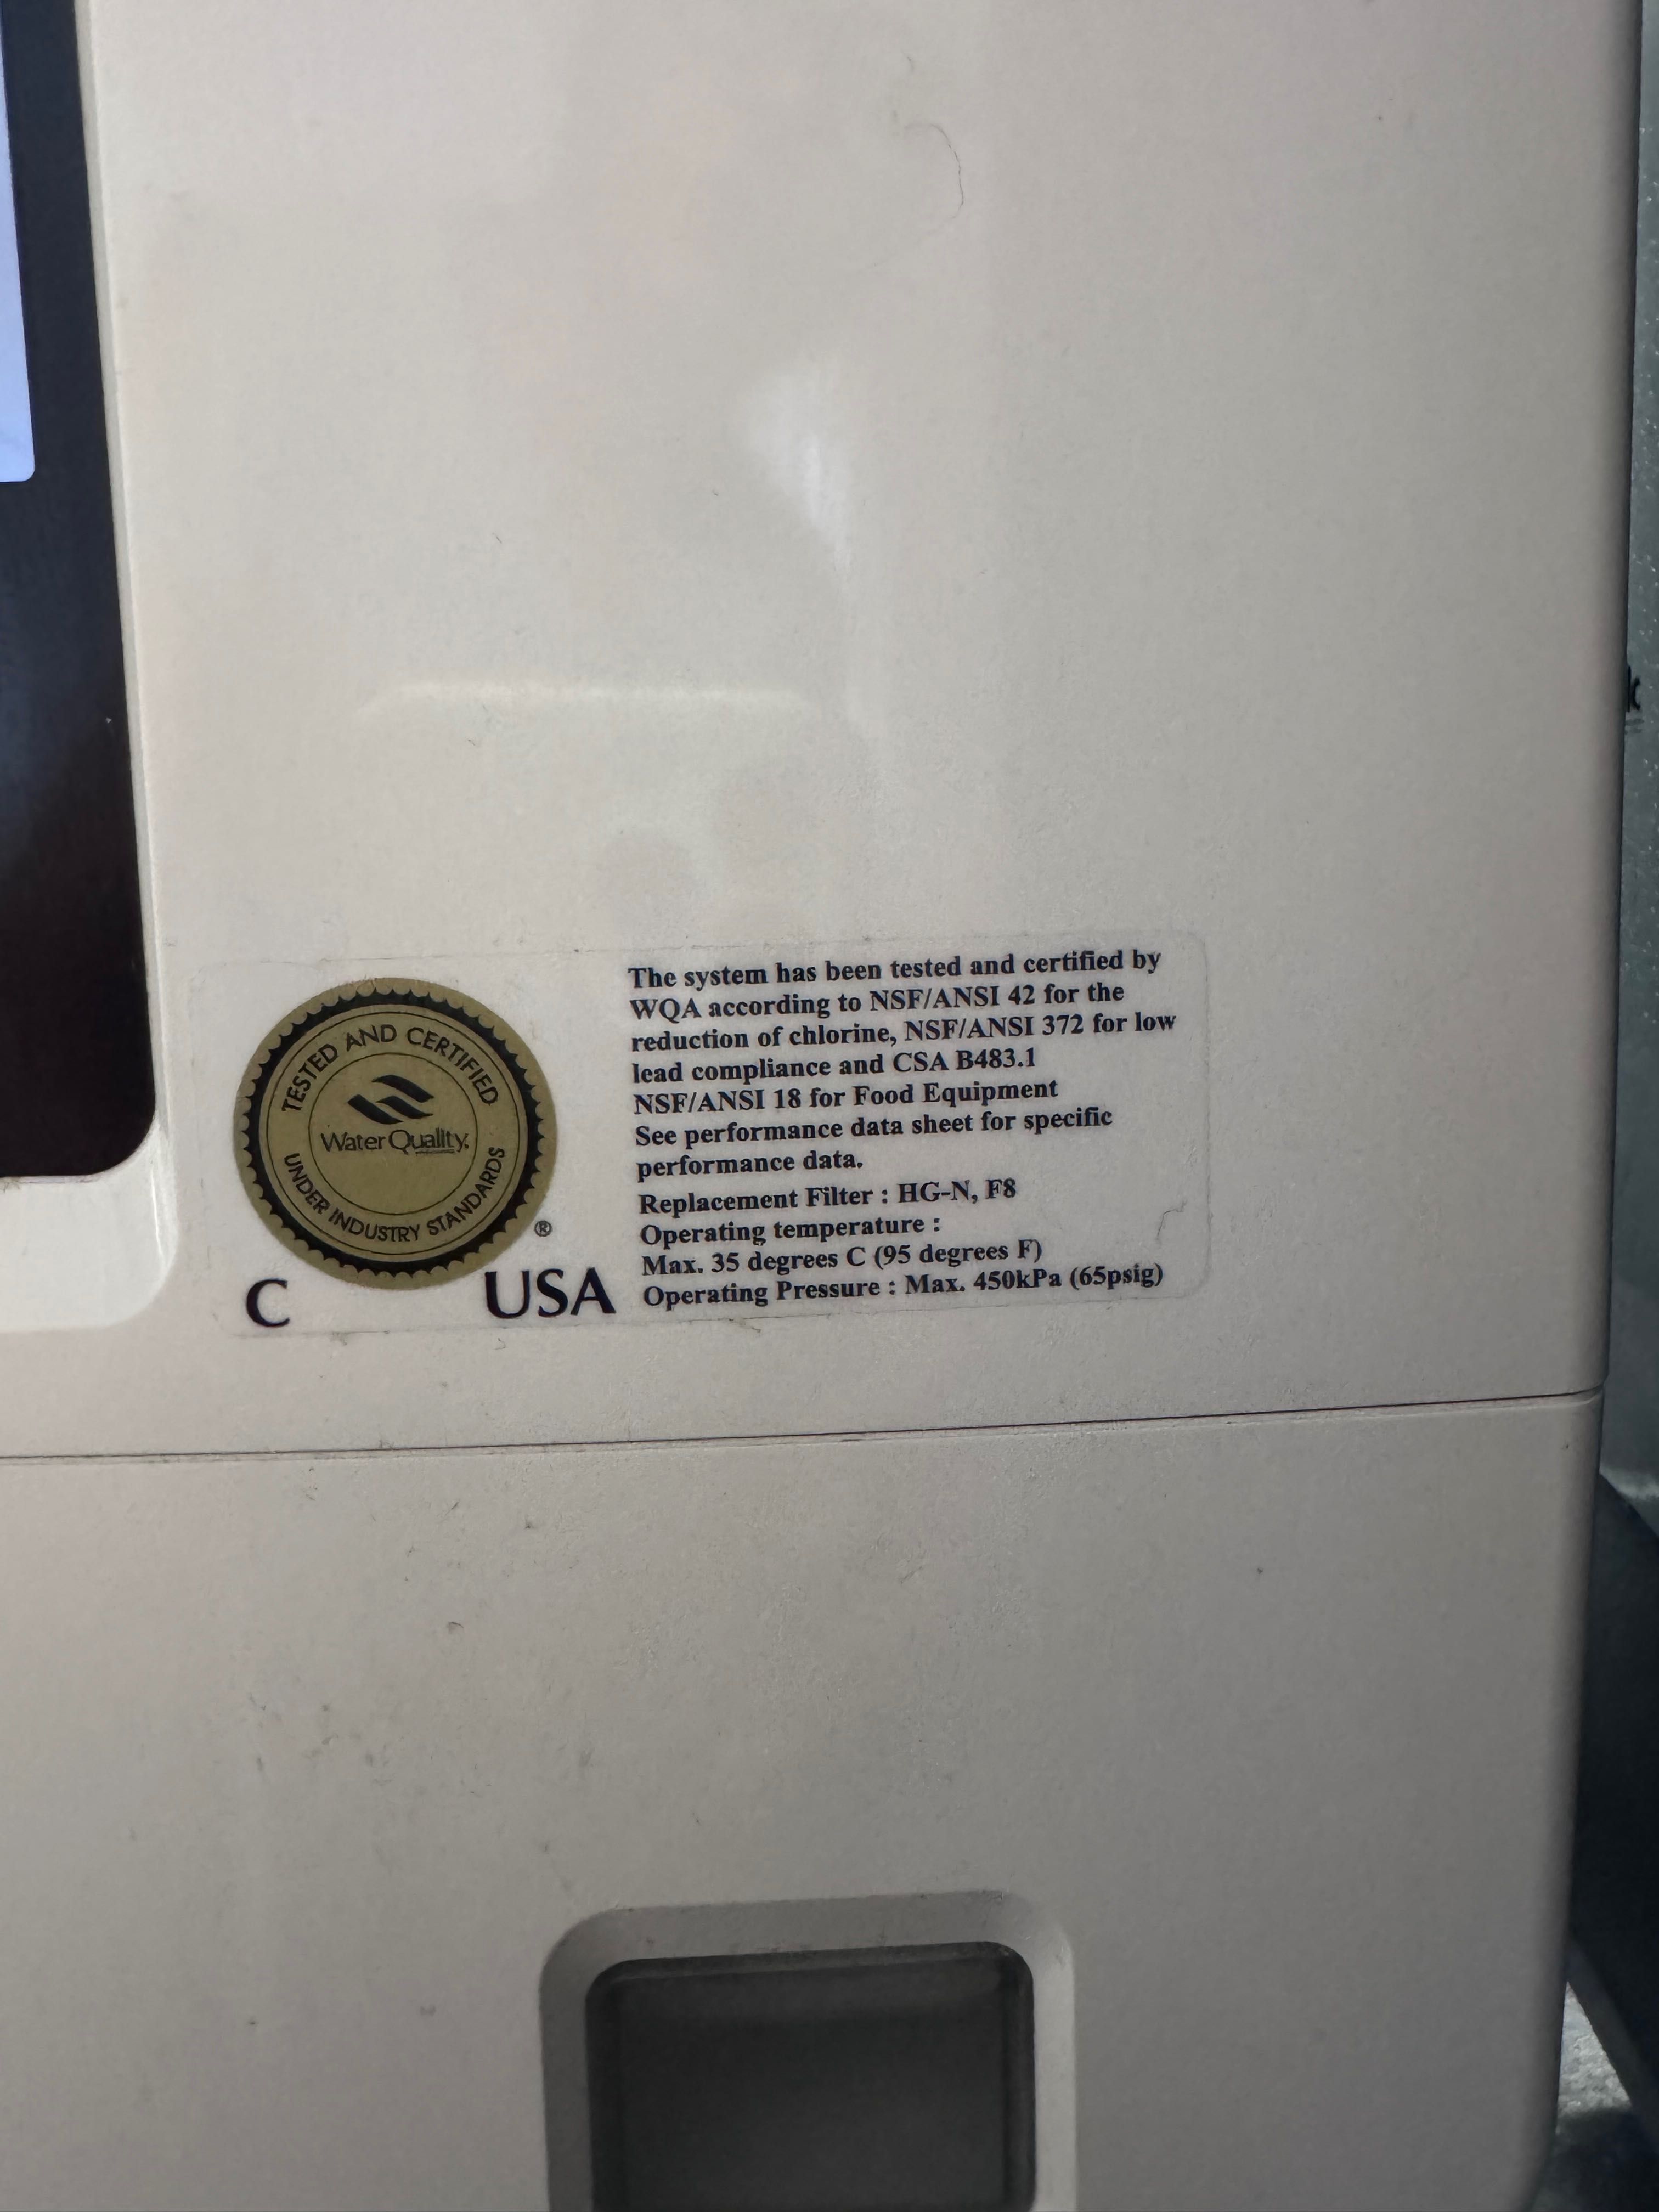 TESTED AND CERTIFIED
Water Quality.
UNDER INDUSTRY STANDARDS
®
C USA
The system has been tested and certified by
WQA according to NSF/ANSI 42 for the
reduction of chlorine, NSF/ANSI 372 for low
lead compliance and CSA B483.1
NSF/ANSI 18 for Food Equipment
See performance data sheet for specific
performance data.
Replacement Filter : HG-N, F8
Operating temperature :
Max. 35 degrees C (95 degrees F)
Operating Pressure : Max. 450kPa (65psig)